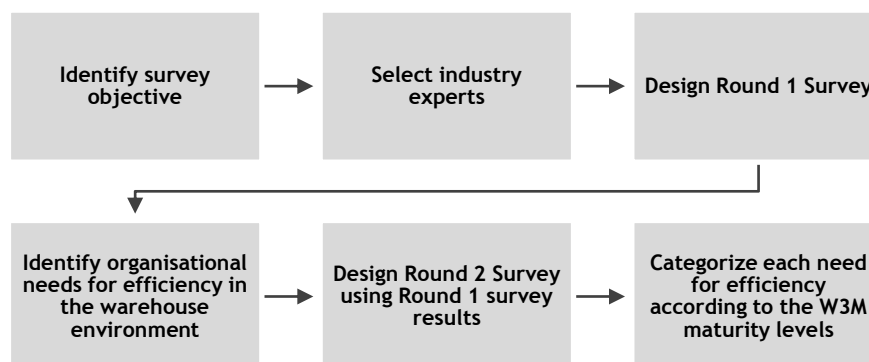 Identify survey
objective
Select industry
experts
Design Round 1 Survey
Identify organisational
needs for efficiency in
the warehouse
environment
Design Round 2 Survey
using Round 1 survey
results
Categorize each need
for efficiency
according to the W3M
maturity levels